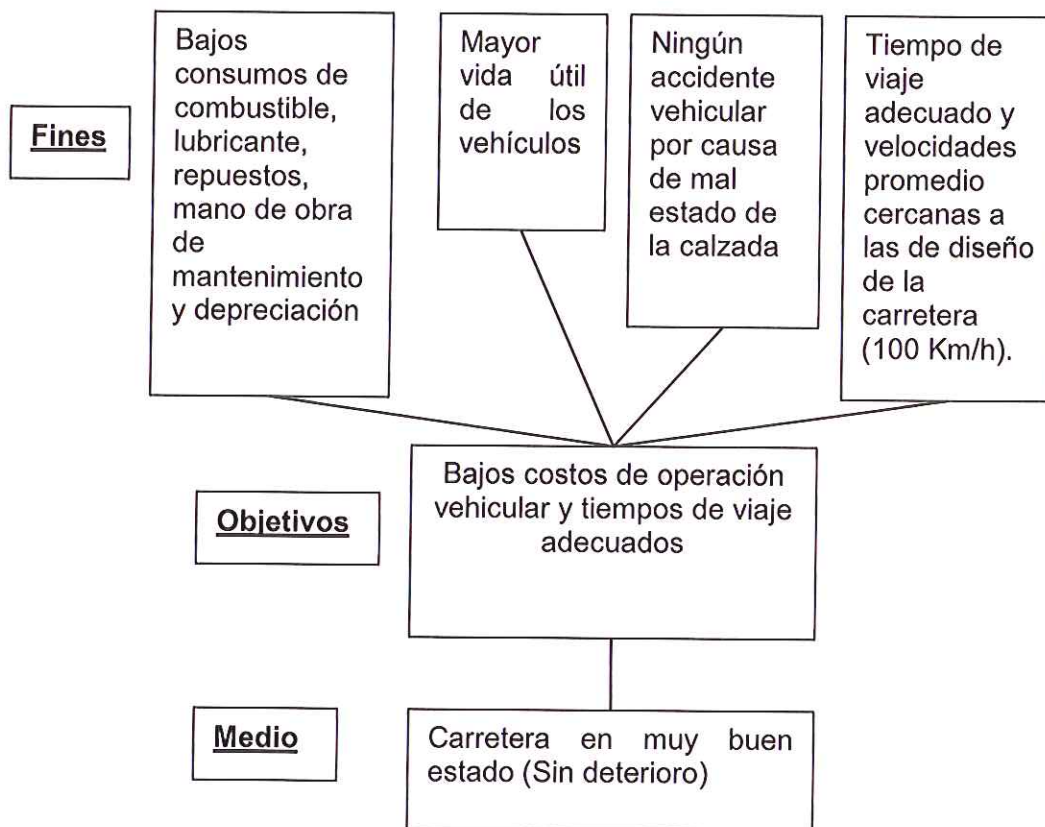 Fines
Bajos
consumos de
combustible,
lubricante,
repuestos,
mano de obra
de
mantenimiento
y depreciación
Mayor
vida útil
de los
vehículos
Ningún
accidente
vehicular
por causa
de mal
estado de
la calzada
Tiempo de
viaje
adecuado y
velocidades
promedio
cercanas a
las de diseño
de la
carretera
(100 Km/h).
Objetivos
Bajos costos de operación
vehicular y tiempos de viaje
adecuados
Medio
Carretera en muy buen
estado (Sin deterioro)